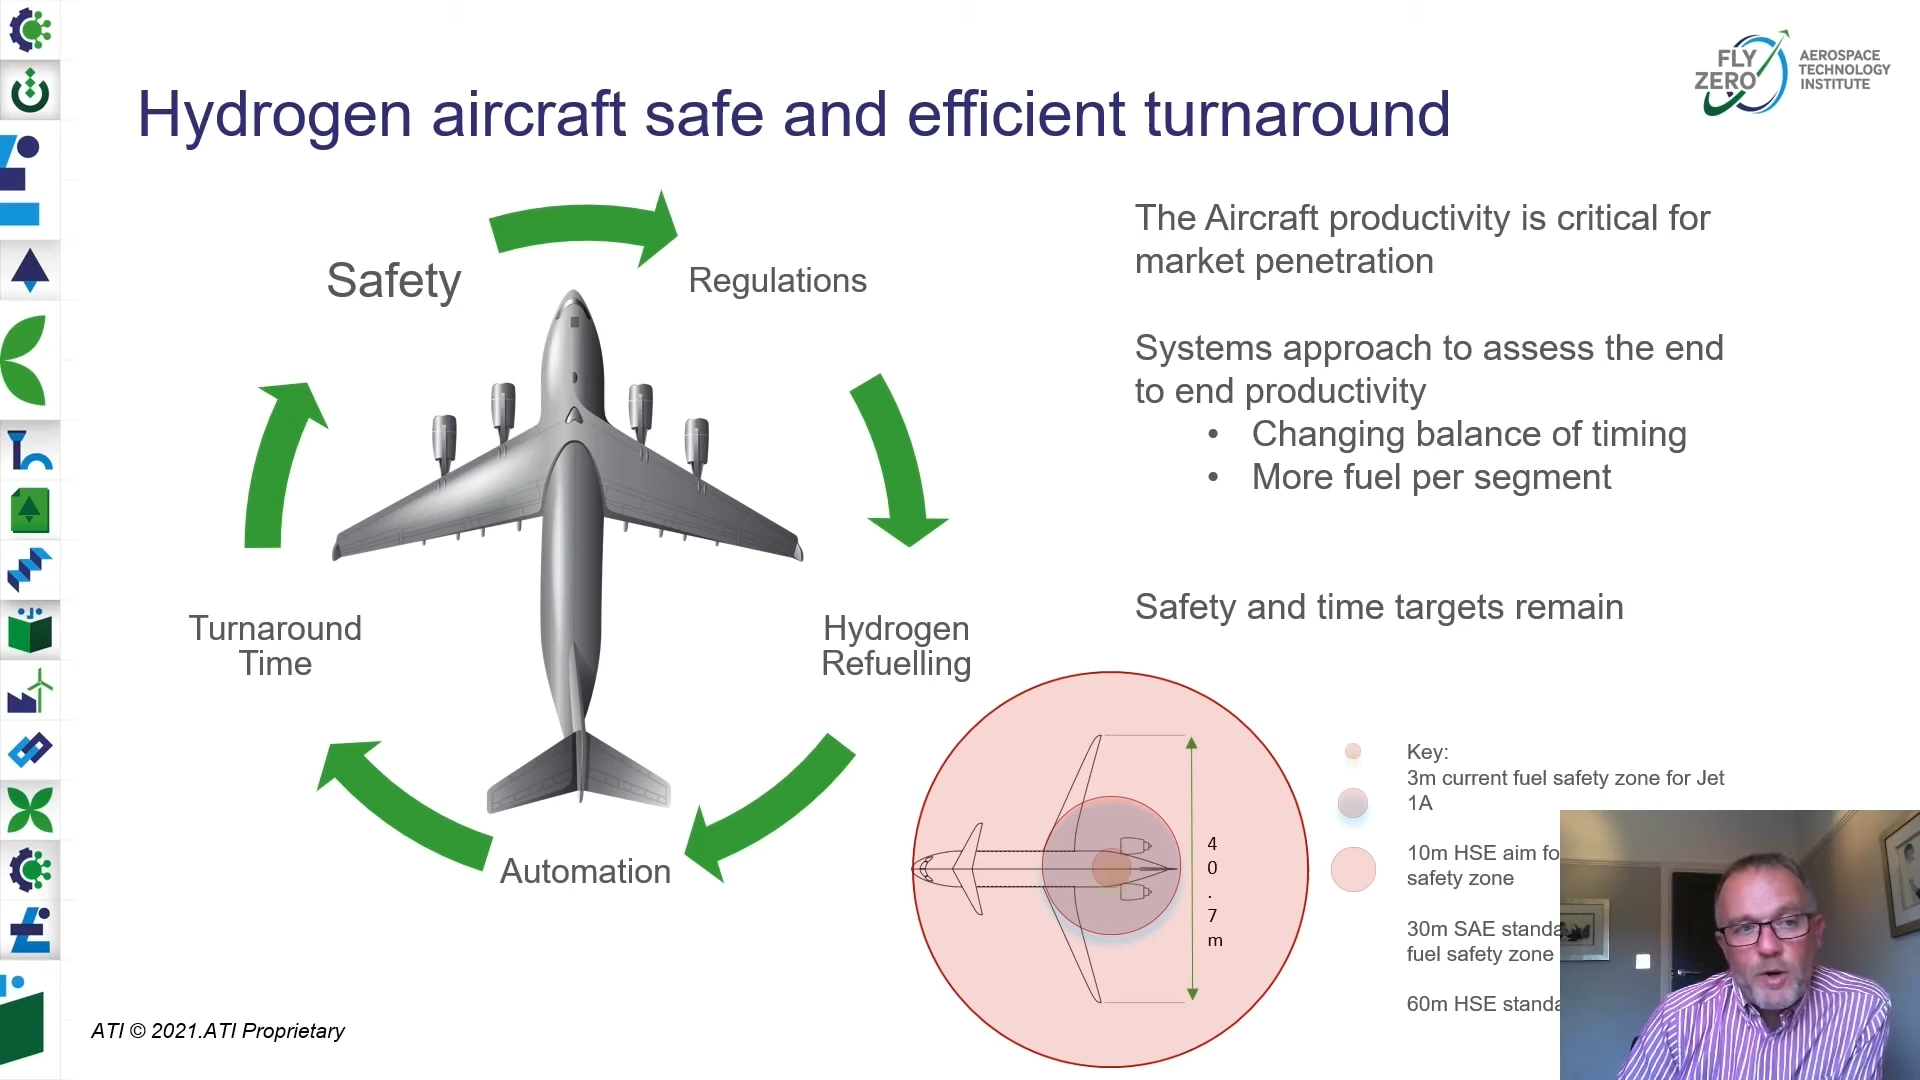 FLY
ZERO
AEROSPACE
TECHNOLOGY
INSTITUTE
Hydrogen aircraft safe and efficient turnaround
Safety
Regulations
Turnaround
Time
Hydrogen
Refuelling
Automation
The Aircraft productivity is critical for
market penetration
Systems approach to assess the end
to end productivity
• Changing balance of timing
• More fuel per segment
Safety and time targets remain
4
0
.
7
m
Key:
3m current fuel safety zone for Jet
1A
10m HSE aim fo
safety zone
30m SAE standa
fuel safety zone
60m HSE standa
ATI © 2021.ATI Proprietary